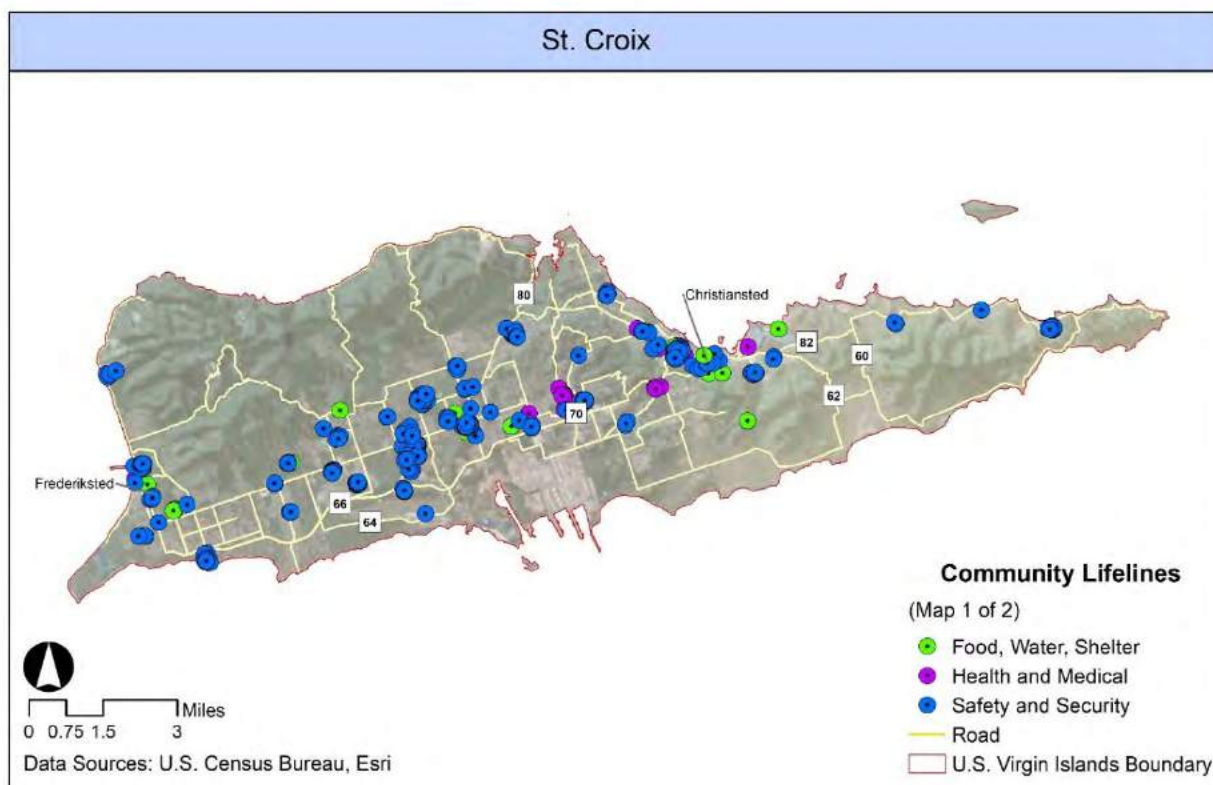 St. Croix
Christiansted
80
82
60
62
70
Frederiksted
66
64
Community Lifelines
(Map 1 of 2)
Food, Water, Shelter
Health and Medical
Safety and Security
Road
U.S. Virgin Islands Boundary
Miles
0 0.75 1.5 3
Data Sources: U.S. Census Bureau, Esri